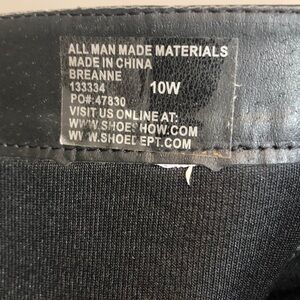 ALL MAN MADE MATERIALS
MADE IN CHINA
BREANNE
133334 10W
PO#:47830
VISIT US ONLINE AT:
WWW.SHOESHOW.COM
WWW.SHOEDEPT.COM